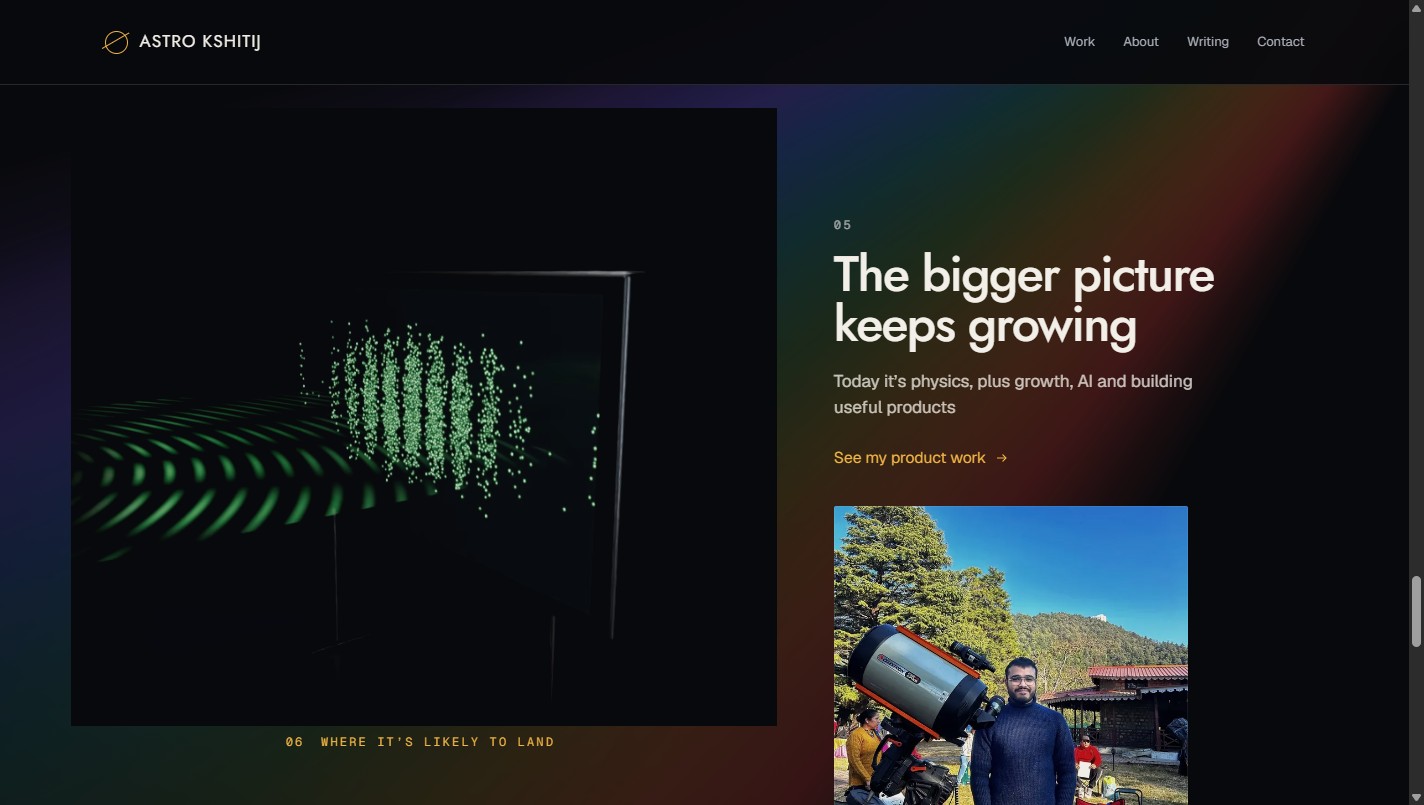 ASTRO KSHITIJ
Work
About
Writing
Contact
05
The bigger picture
keeps growing
Today it’s physics, plus growth, AI and building
useful products
See my product work →
06 WHERE IT’S LIKELY TO LAND